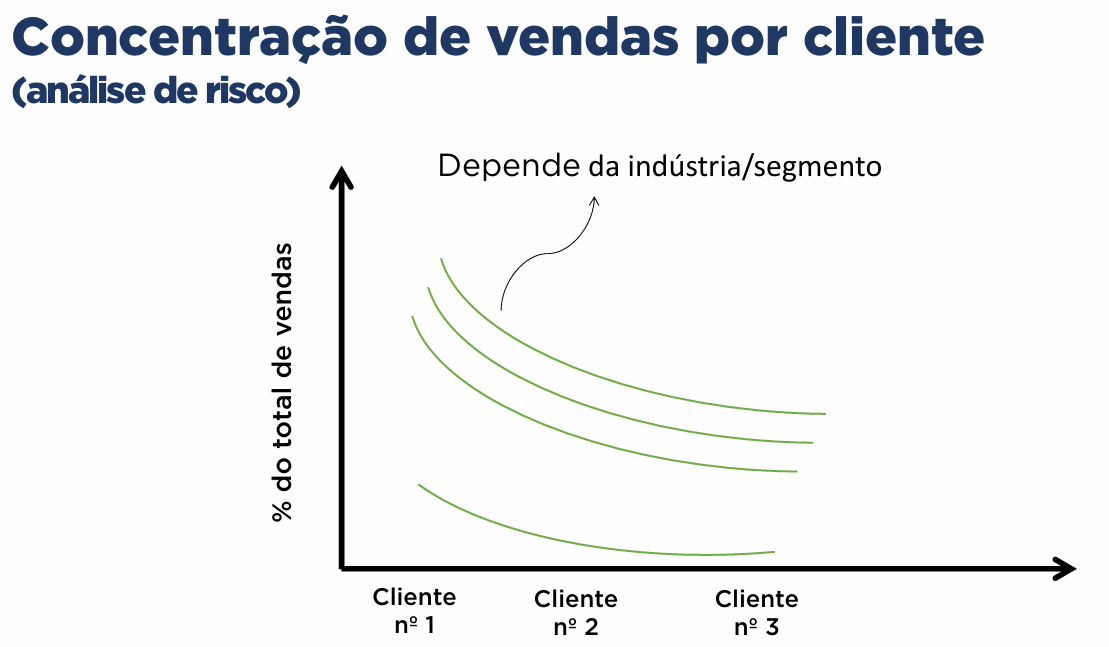 Concentração de vendas por cliente
(análise de risco)
Depende da indústria/segmento
% do total de vendas
Cliente
nº 1
Cliente
nº 2
Cliente
nº 3